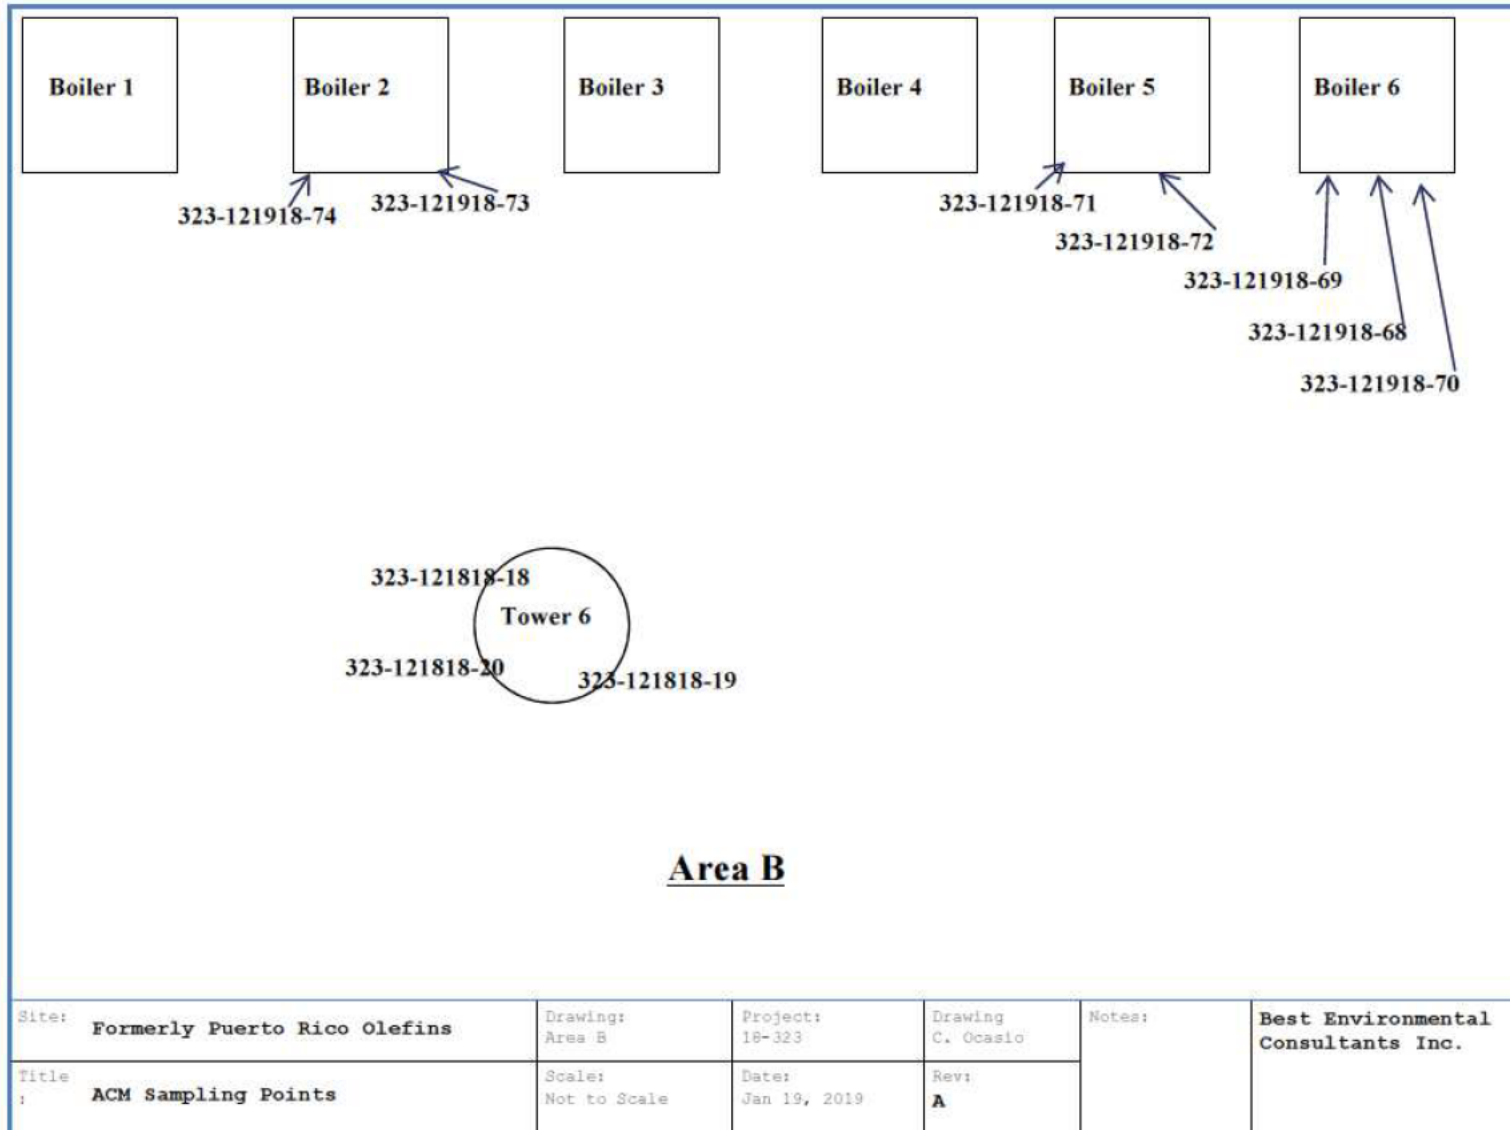 Boiler 1
Boiler 2
Boiler 3
Boiler 4
Boiler 5
Boiler 6
323-121918-74
323-121918-73
323-121918-71
323-121918-72
323-121918-69
323-121918-68
323-121918-70
323-121818-18
Tower 6
323-121818-20
323-121818-19
Area B
Site: Formerly Puerto Rico Olefins
Drawing:
Area B
Project:
18-323
Drawing
C. Ocasio
Notes:
Best Environmental
Consultants Inc.
Title
: ACM Sampling Points
Scale:
Not to Scale
Date:
Jan 19, 2019
Rev:
A